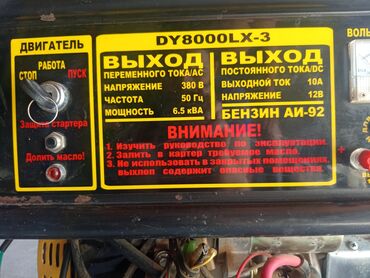 DY8000LX-3
ДВИГАТЕЛЬ
РАБОТА
СТОП ПУСК
Защита стартера
Долить масло!
ВЫХОД
ПЕРЕМЕННОГО ТОКА/AC
НАПРЯЖЕНИЕ 380 В
ЧАСТОТА 50 Гц
МОЩНОСТЬ 6.5 кВА
ВЫХОД
ПОСТОЯННОГО ТОКА/DC
ВЫХОДНОЙ ТОК 10А
НАПРЯЖЕНИЕ 12В
БЕНЗИН АИ-92
ВНИМАНИЕ!
1. Изучить руководство по эксплуатации.
2. Залить в картер требуемое масло.
3. Не использовать в закрытых помещениях,
выхлоп содержит опасные вещества.